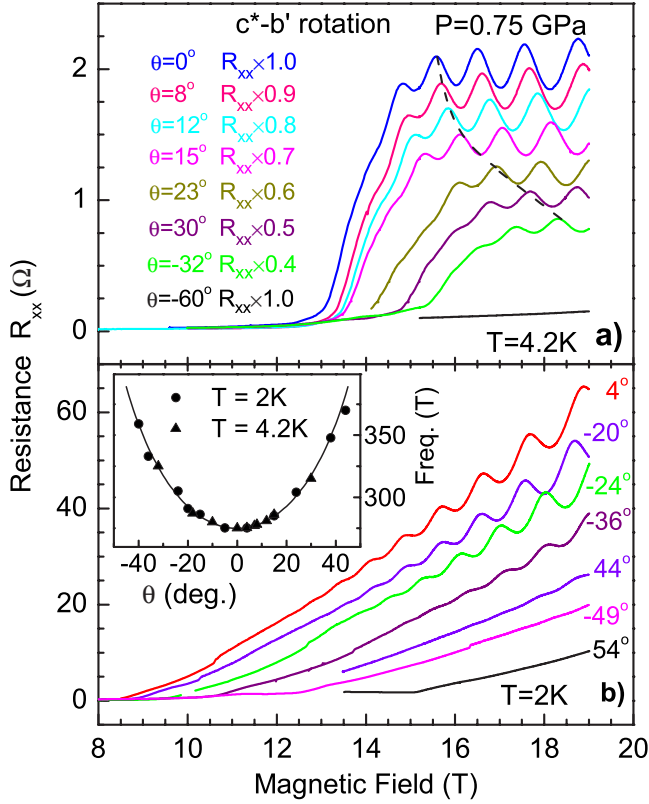 c*-b' rotation P=0.75 GPa
θ=0° Rxx×1.0
θ=8° Rxx×0.9
θ=12° Rxx×0.8
θ=15° Rxx×0.7
θ=23° Rxx×0.6
θ=30° Rxx×0.5
θ=-32° Rxx×0.4
θ=-60° Rxx×1.0
2
1
0
T=4.2K
a)
Resistance Rxx (Ω)
60
40
20
0
T = 2K
T = 4.2K
Freq. (T)
350
300
-40 -20 0 20 40
θ (deg.)
4°
-20°
-24°
-36°
44°
-49°
54°
T=2K
b)
8 10 12 14 16 18 20
Magnetic Field (T)